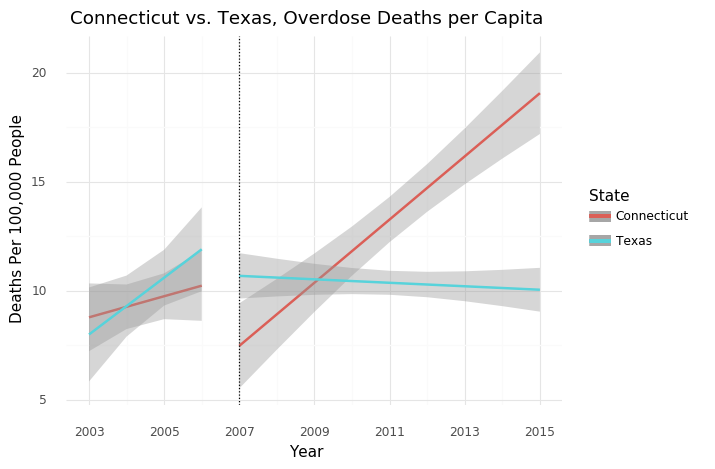 Connecticut vs. Texas, Overdose Deaths per Capita
20
15
10
5
Deaths Per 100,000 People
2003 2005 2007 2009 2011 2013 2015
Year
State
Connecticut
Texas